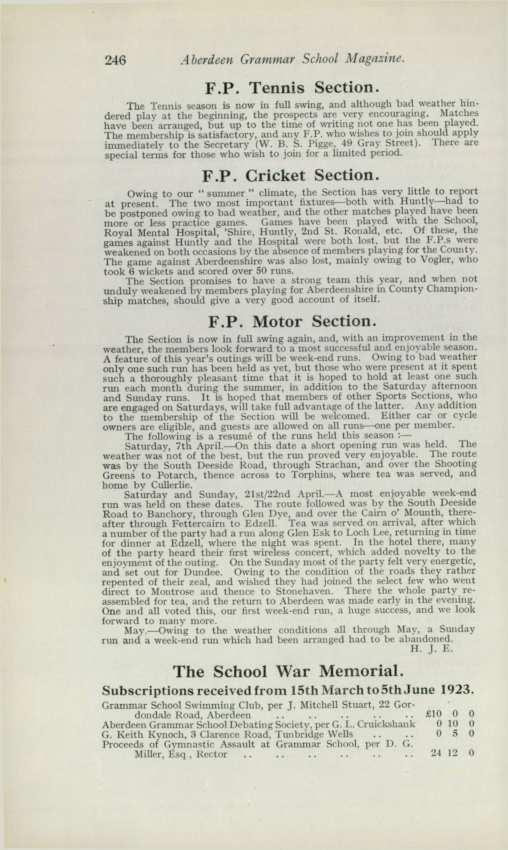 246 Aberdeen Grammar School Magazine.
F.P. Tennis Section.
The Tennis season is now in full swing, and although bad weather hin-
dered play at the beginning, the prospects are very encouraging. Matches
have been arranged, but up to the time of writing not one has been played.
The membership is satisfactory, and any F.P. who wishes to join should apply
immediately to the Secretary (W. B. S. Pigge, 49 Gray Street). There are
special terms for those who wish to join for a limited period.
F.P. Cricket Section.
Owing to our " summer " climate, the Section has very little to report
at present. The two most important fixtures—both with Huntly—had to
be postponed owing to bad weather, and the other matches played have been
more or less practice games. Games have been played with the School,
Royal Mental Hospital, 'Shire, Huntly, 2nd St. Ronald, etc. Of these, the
games against Huntly and the Hospital were both lost, but the F.P.s were
weakened on both occasions by the absence of members playing for the County.
The game against Aberdeenshire was also lost, mainly owing to Vogler, who
took 6 wickets and scored over 50 runs.
The Section promises to have a strong team this year, and when not
unduly weakened by members playing for Aberdeenshire in County Champion-
ship matches, should give a very good account of itself.
F.P. Motor Section.
The Section is now in full swing again, and, with an improvement in the
weather, the members look forward to a most successful and enjoyable season.
A feature of this year's outings will be week-end runs. Owing to bad weather
only one such run has been held as yet, but those who were present at it spent
such a thoroughly pleasant time that it is hoped to hold at least one such
run each month during the summer, in addition to the Saturday afternoon
and Sunday runs. It is hoped that members of other Sports Sections, who
are engaged on Saturdays, will take full advantage of the latter. Any addition
to the membership of the Section will be welcomed. Either car or cycle
owners are eligible, and guests are allowed on all runs—one per member.
The following is a resumé of the runs held this season :—
Saturday, 7th April.—On this date a short opening run was held. The
weather was not of the best, but the run proved very enjoyable. The route
was by the South Deeside Road, through Strachan, and over the Shooting
Greens to Potarch, thence across to Torphins, where tea was served, and
home by Cullerlie.
Saturday and Sunday, 21st/22nd April.—A most enjoyable week-end
run was held on these dates. The route followed was by the South Deeside
Road to Banchory, through Glen Dye, and over the Cairn o' Mounth, there-
after through Fettercairn to Edzell. Tea was served on arrival, after which
a number of the party had a run along Glen Esk to Loch Lee, returning in time
for dinner at Edzell, where the night was spent. In the hotel there, many
of the party heard their first wireless concert, which added novelty to the
enjoyment of the outing. On the Sunday most of the party felt very energetic,
and set out for Dundee. Owing to the condition of the roads they rather
repented of their zeal, and wished they had joined the select few who went
direct to Montrose and thence to Stonehaven. There the whole party re-
assembled for tea, and the return to Aberdeen was made early in the evening.
One and all voted this, our first week-end run, a huge success, and we look
forward to many more.
May.—Owing to the weather conditions all through May, a Sunday
run and a week-end run which had been arranged had to be abandoned.
H. J. E.
The School War Memorial.
Subscriptions received from 15th March to 5th June 1923.
Grammar School Swimming Club, per J. Mitchell Stuart, 22 Gor-
dondale Road, Aberdeen .. .. .. .. .. £10 0 0
Aberdeen Grammar School Debating Society, per G. L. Cruickshank 0 10 0
G. Keith Kynoch, 3 Clarence Road, Tunbridge Wells .. .. 0 5 0
Proceeds of Gymnastic Assault at Grammar School, per D. G.
Miller, Esq., Rector .. .. .. .. .. .. 24 12 0